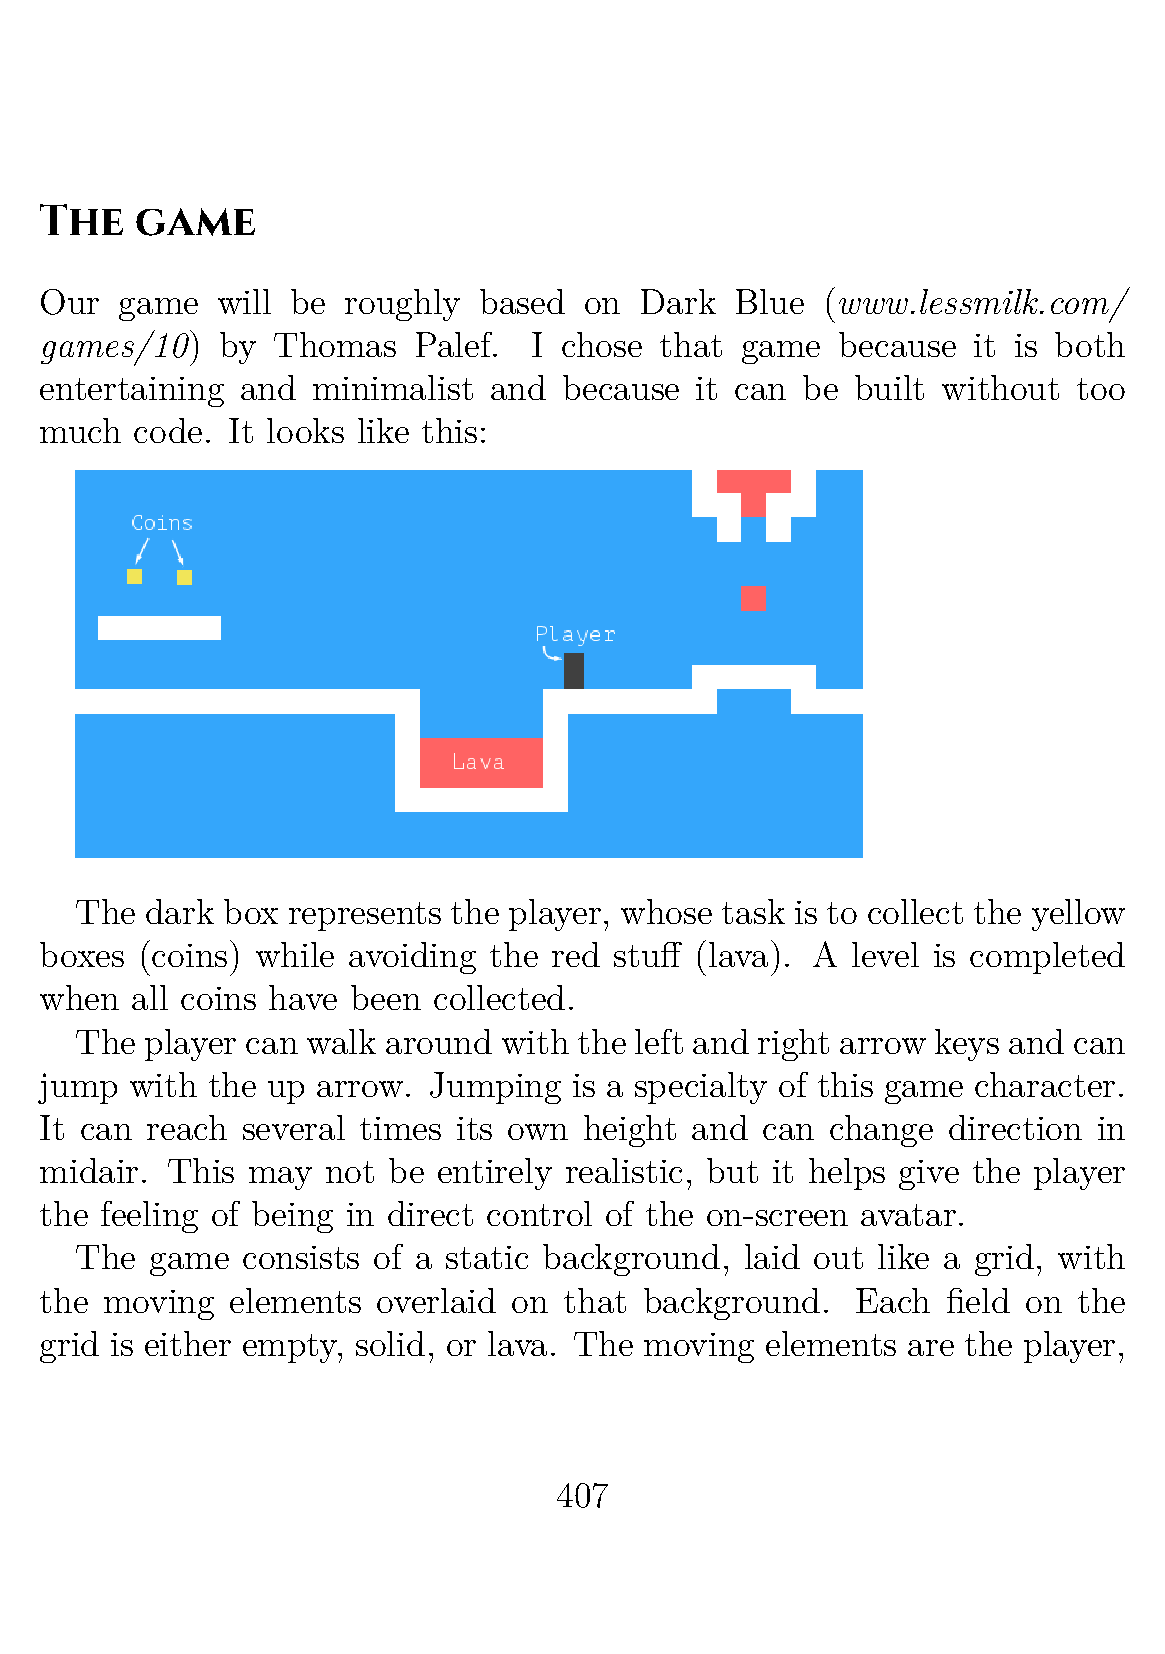 The game
Our game will be roughly based on Dark Blue (www.lessmilk.com/
games/10) by Thomas Palef. I chose that game because it is both
entertaining and minimalist and because it can be built without too
much code. It looks like this:
Coins
Player
Lava
The dark box represents the player, whose task is to collect the yellow
boxes (coins) while avoiding the red stuff (lava). A level is completed
when all coins have been collected.
The player can walk around with the left and right arrow keys and can
jump with the up arrow. Jumping is a specialty of this game character.
It can reach several times its own height and can change direction in
midair. This may not be entirely realistic, but it helps give the player
the feeling of being in direct control of the on-screen avatar.
The game consists of a static background, laid out like a grid, with
the moving elements overlaid on that background. Each field on the
grid is either empty, solid, or lava. The moving elements are the player,
407